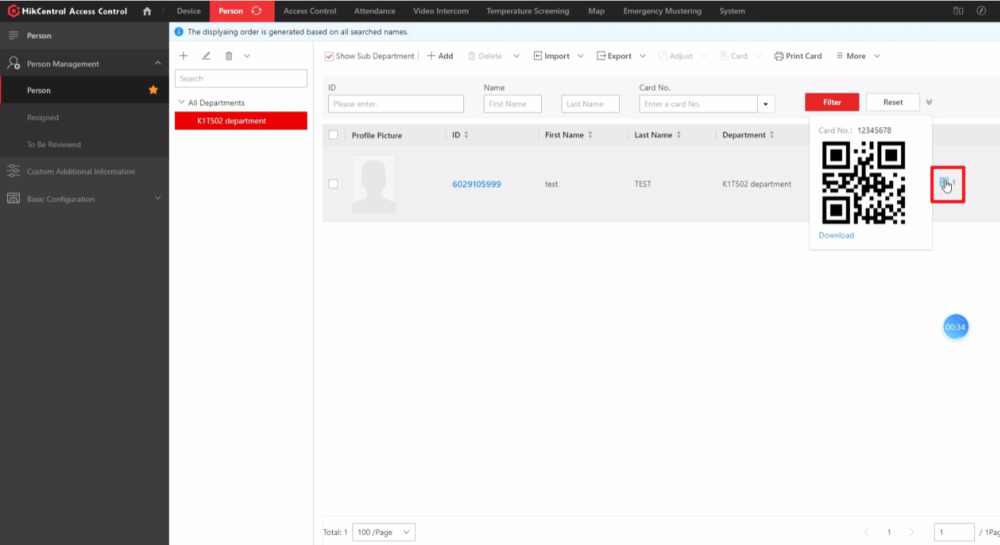 HikCentral Access Control
Device Person Access Control Attendance Video Intercom Temperature Screening Map Emergency Mustering System
Person
The displyaing order is generated based on all searched names.
Person Management
Person
Resigned
To Be Reviewed
Custom Additional Information
Basic Configuration
Search
All Departments
K1T502 department
Show Sub Department Add Delete Import Export Adjust Card Print Card More
ID Name Card No.
Please enter. First Name Last Name Enter a card No. Filter Reset
Profile Picture ID First Name Last Name Department
Card No.: 12345678
6029105999 test TEST K1T502 department 1
Download
00:34
Total: 1 100 /Page 1 1 / 1Pag